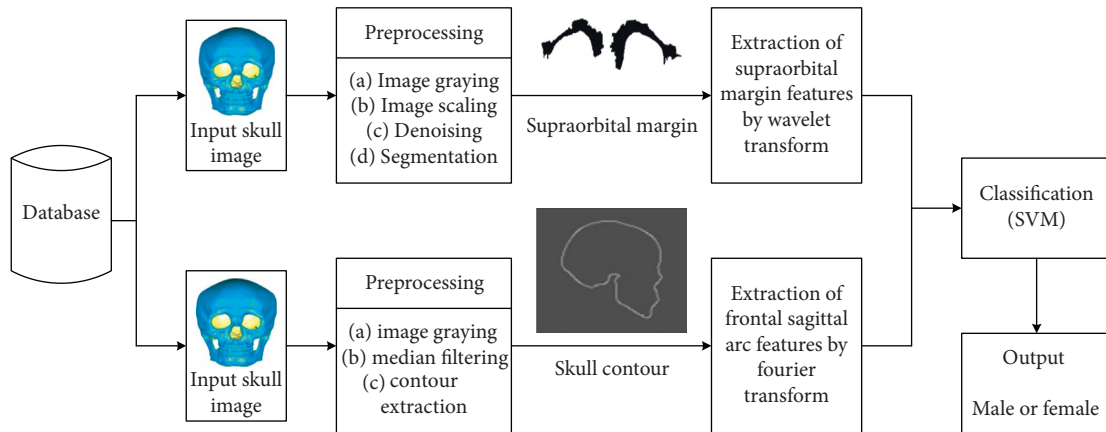 Database
Input skull
image
Preprocessing
(a) Image graying
(b) Image scaling
(c) Denoising
(d) Segmentation
Supraorbital margin
Extraction of
supraorbital
margin features
by wavelet
transform
Input skull
image
Preprocessing
(a) image graying
(b) median filtering
(c) contour
extraction
Skull contour
Extraction of
frontal sagittal
arc features by
fourier
transform
Classification
(SVM)
Output
Male or female